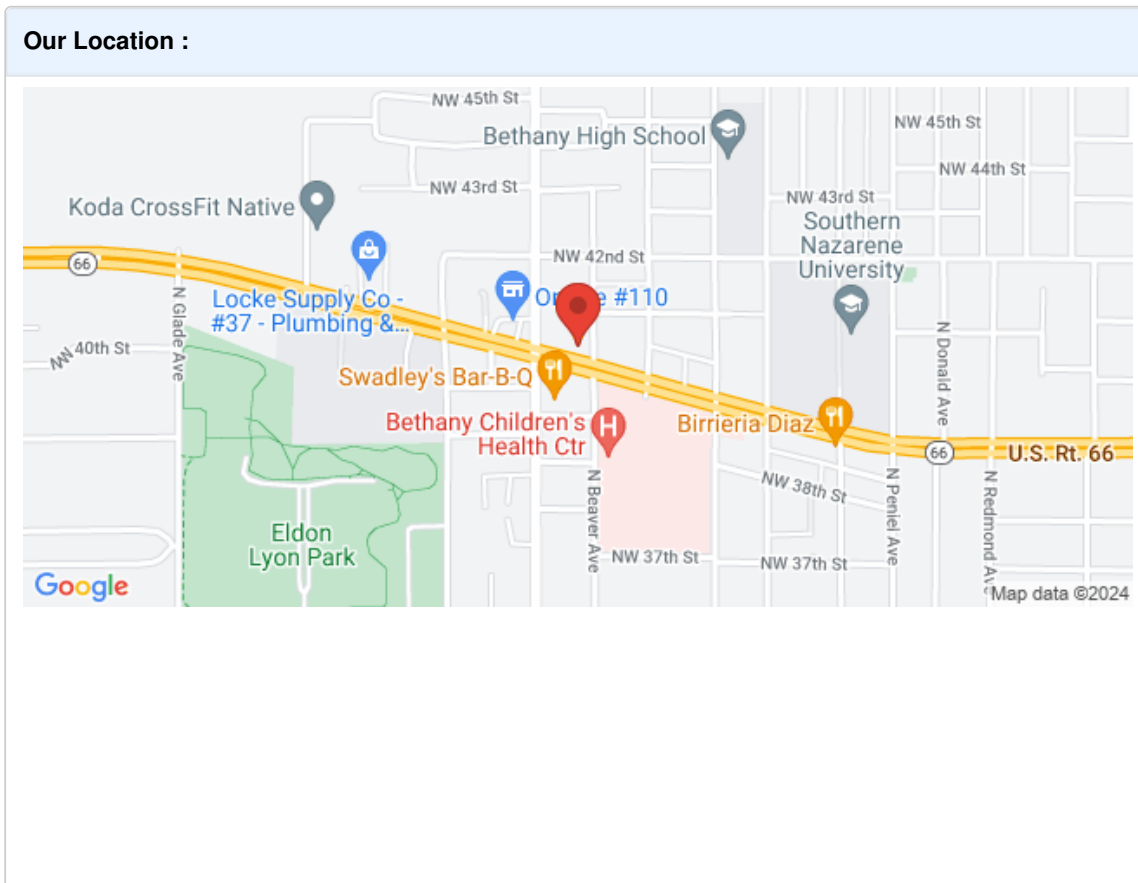 Our Location :
NW 45th St
Bethany High School
NW 45th St
NW 44th St
NW 43rd St
NW 43rd St
Koda CrossFit Native
Southern
Nazarene
University
NW 42nd St
66
Locke Supply Co -
#37 - Plumbing &...
#110
N Glade Ave
NW 40th St
N Donald Ave
Swadley's Bar-B-Q
Bethany Children's
Health Ctr
Birrieria Diaz
66
U.S. Rt. 66
N Beaver Ave
NW 38th St
N Peniel Ave
N Redmond Ave
Eldon
Lyon Park
NW 37th St
NW 37th St
Google
Map data ©2024